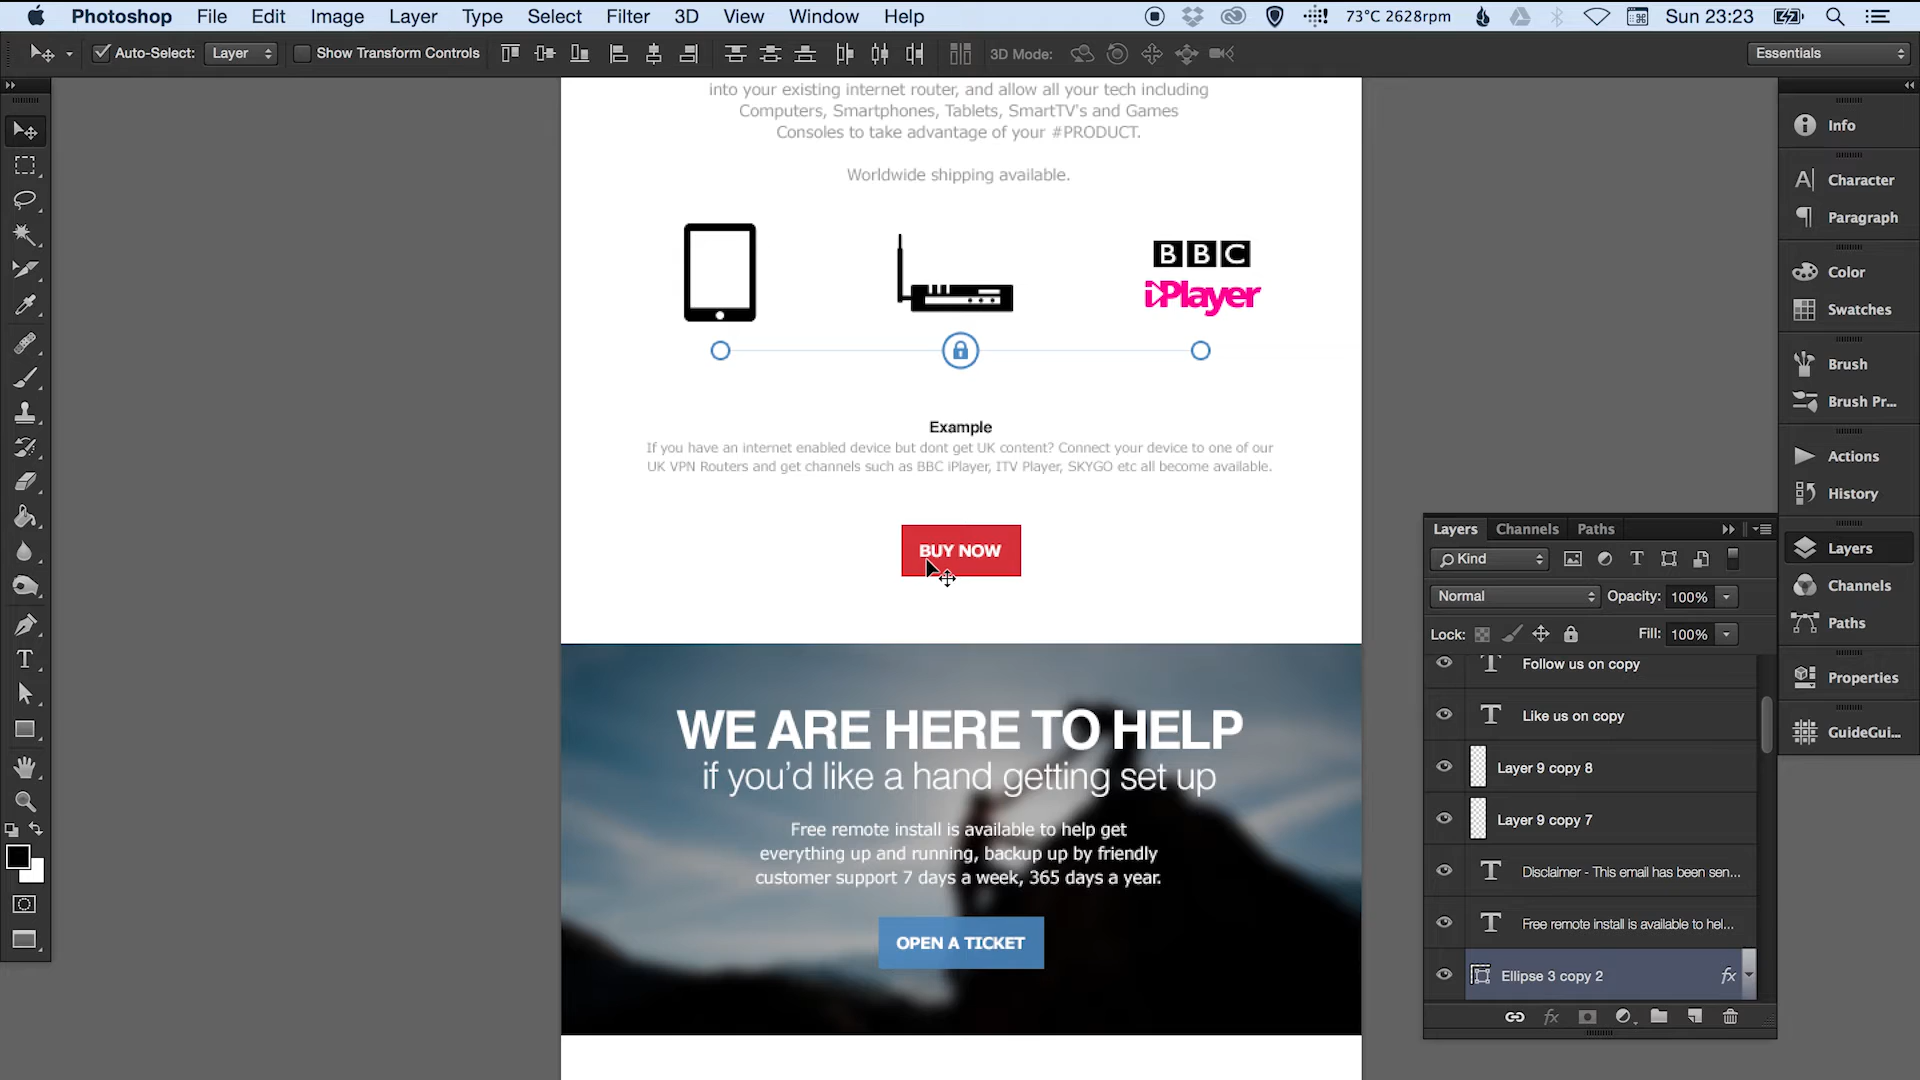 Photoshop File Edit Image Layer Type Select Filter 3D View Window Help 73°C 2628rpm Sun 23:23
Auto-Select: Layer Show Transform Controls 3D Mode: Essentials
into your existing internet router, and allow all your tech including
Computers, Smartphones, Tablets, SmartTV's and Games
Consoles to take advantage of your #PRODUCT.
Worldwide shipping available.
BBC
iPlayer
Example
If you have an internet enabled device but dont get UK content? Connect your device to one of our
UK VPN Routers and get channels such as BBC iPlayer, ITV Player, SKYGO etc all become available.
BUY NOW
WE ARE HERE TO HELP
if you'd like a hand getting set up
Free remote install is available to help get
everything up and running, backup up by friendly
customer support 7 days a week, 365 days a year.
OPEN A TICKET
Info
Character
Paragraph
Color
Swatches
Brush
Brush Pr...
Actions
History
Layers
Channels
Paths
Properties
GuideGui...
Layers Channels Paths
Kind
Normal Opacity: 100%
Lock: Fill: 100%
Follow us on copy
Like us on copy
Layer 9 copy 8
Layer 9 copy 7
Disclaimer - This email has been sen...
Free remote install is available to hel...
Ellipse 3 copy 2 fx
fx